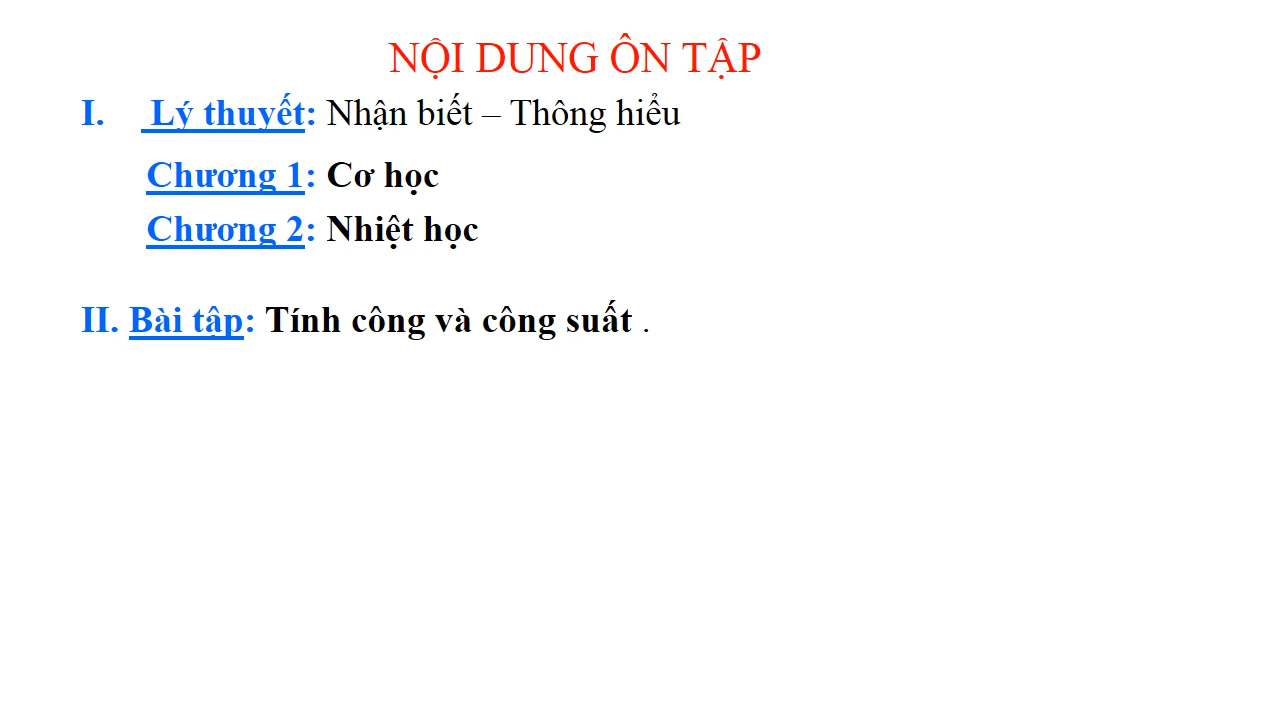 NỘI DUNG ÔN TẬP
I. Lý thuyết: Nhận biết – Thông hiểu
Chương 1: Cơ học
Chương 2: Nhiệt học
II. Bài tập: Tính công và công suất .